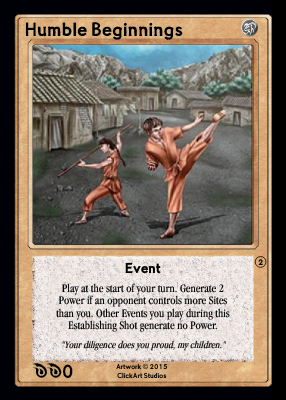 Humble Beginnings
Event
2
Play at the start of your turn. Generate 2
Power if an opponent controls more Sites
than you. Other Events you play during this
Establishing Shot generate no Power.
"Your diligence does you proud, my children."
0
Artwork © 2015
ClickArt Studios